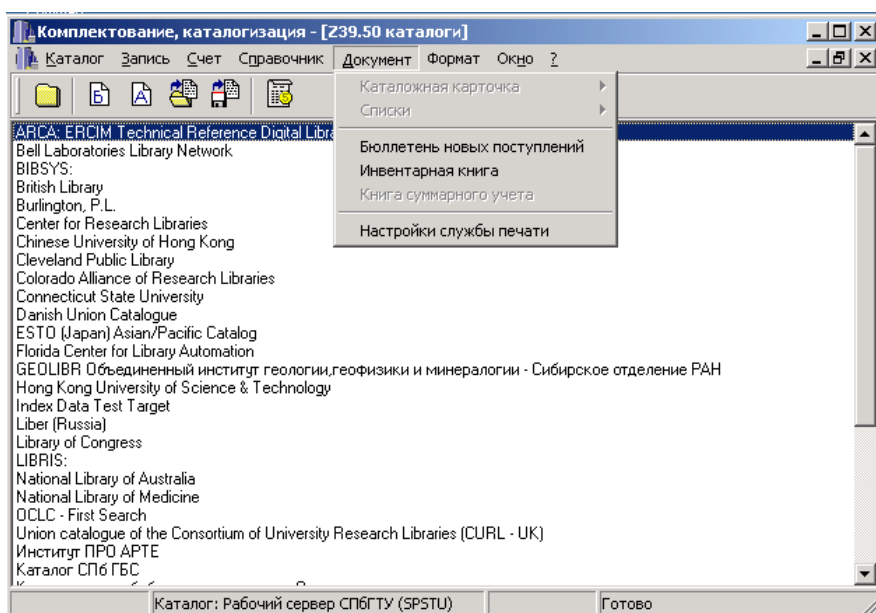 Комплектование, каталогизация - [Z39.50 каталоги]
Каталог Запись Счет Справочник Документ Формат Окно ?
Б А
Каталожная карточка
Списки
Бюллетень новых поступлений
Инвентарная книга
Книга суммарного учета
Настройки службы печати
ARCA: ERCIM Technical Reference Digital Libra
Bell Laboratories Library Network
BIBSYS:
British Library
Burlington, P.L.
Center for Research Libraries
Chinese University of Hong Kong
Cleveland Public Library
Colorado Alliance of Research Libraries
Connecticut State University
Danish Union Catalogue
ESTO (Japan) Asian/Pacific Catalog
Florida Center for Library Automation
GEOLIBR Объединенный институт геологии,геофизики и минералогии - Сибирское отделение РАН
Hong Kong University of Science & Technology
Index Data Test Target
Liber (Russia)
Library of Congress
LIBRIS:
National Library of Australia
National Library of Medicine
OCLC - First Search
Union catalogue of the Consortium of University Research Libraries (CURL - UK)
Институт ПРО АРТЕ
Каталог СПб ГБС
Каталог: Рабочий сервер СПбГТУ (SPSTU) Готово